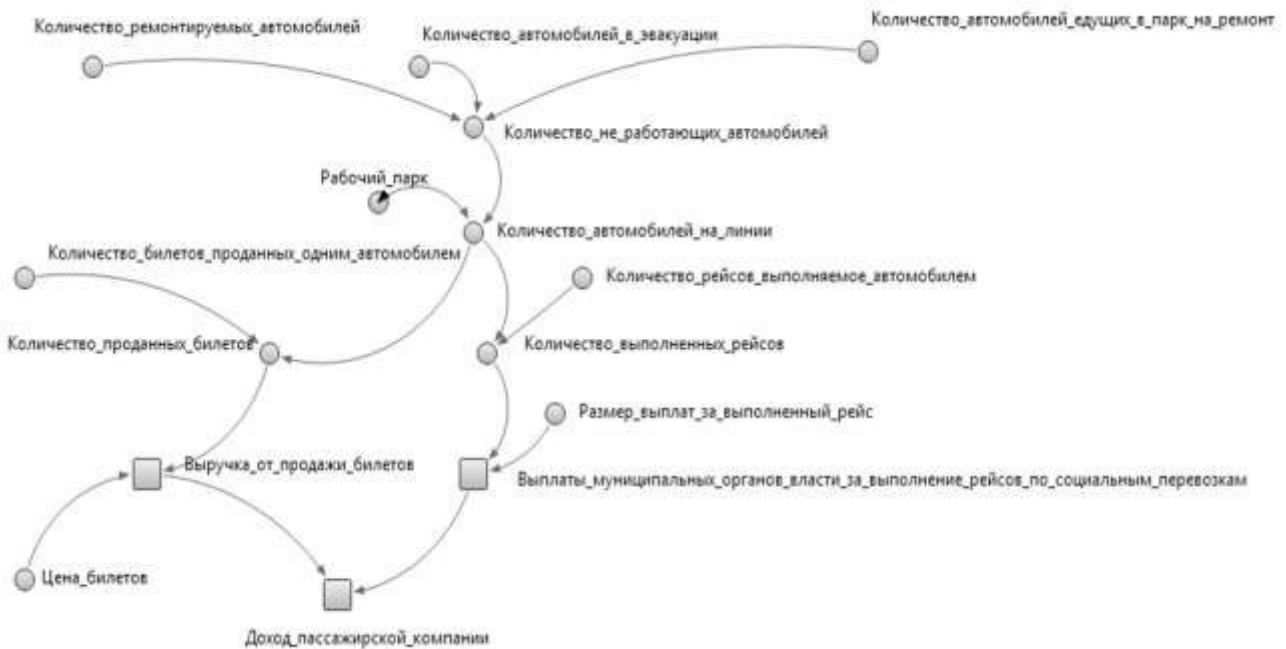 Количество_ремонтируемых_автомобилей
Количество_автомобилей_в_эвакуации
Количество_автомобилей_едущих_в_парк_на_ремонт
Количество_не_работающих_автомобилей
Рабочий_парк
Количество_автомобилей_на_линии
Количество_билетов_проданных_одним_автомобилем
Количество_рейсов_выполняемое_автомобилем
Количество_проданных_билетов
Количество_выполненных_рейсов
Размер_выплат_за_выполненный_рейс
Выручка_от_продажи_билетов
Выплаты_муниципальных_органов_власти_за_выполнение_рейсов_по_социальным_перевозкам
Цена_билетов
Доход_пассажирской_компании